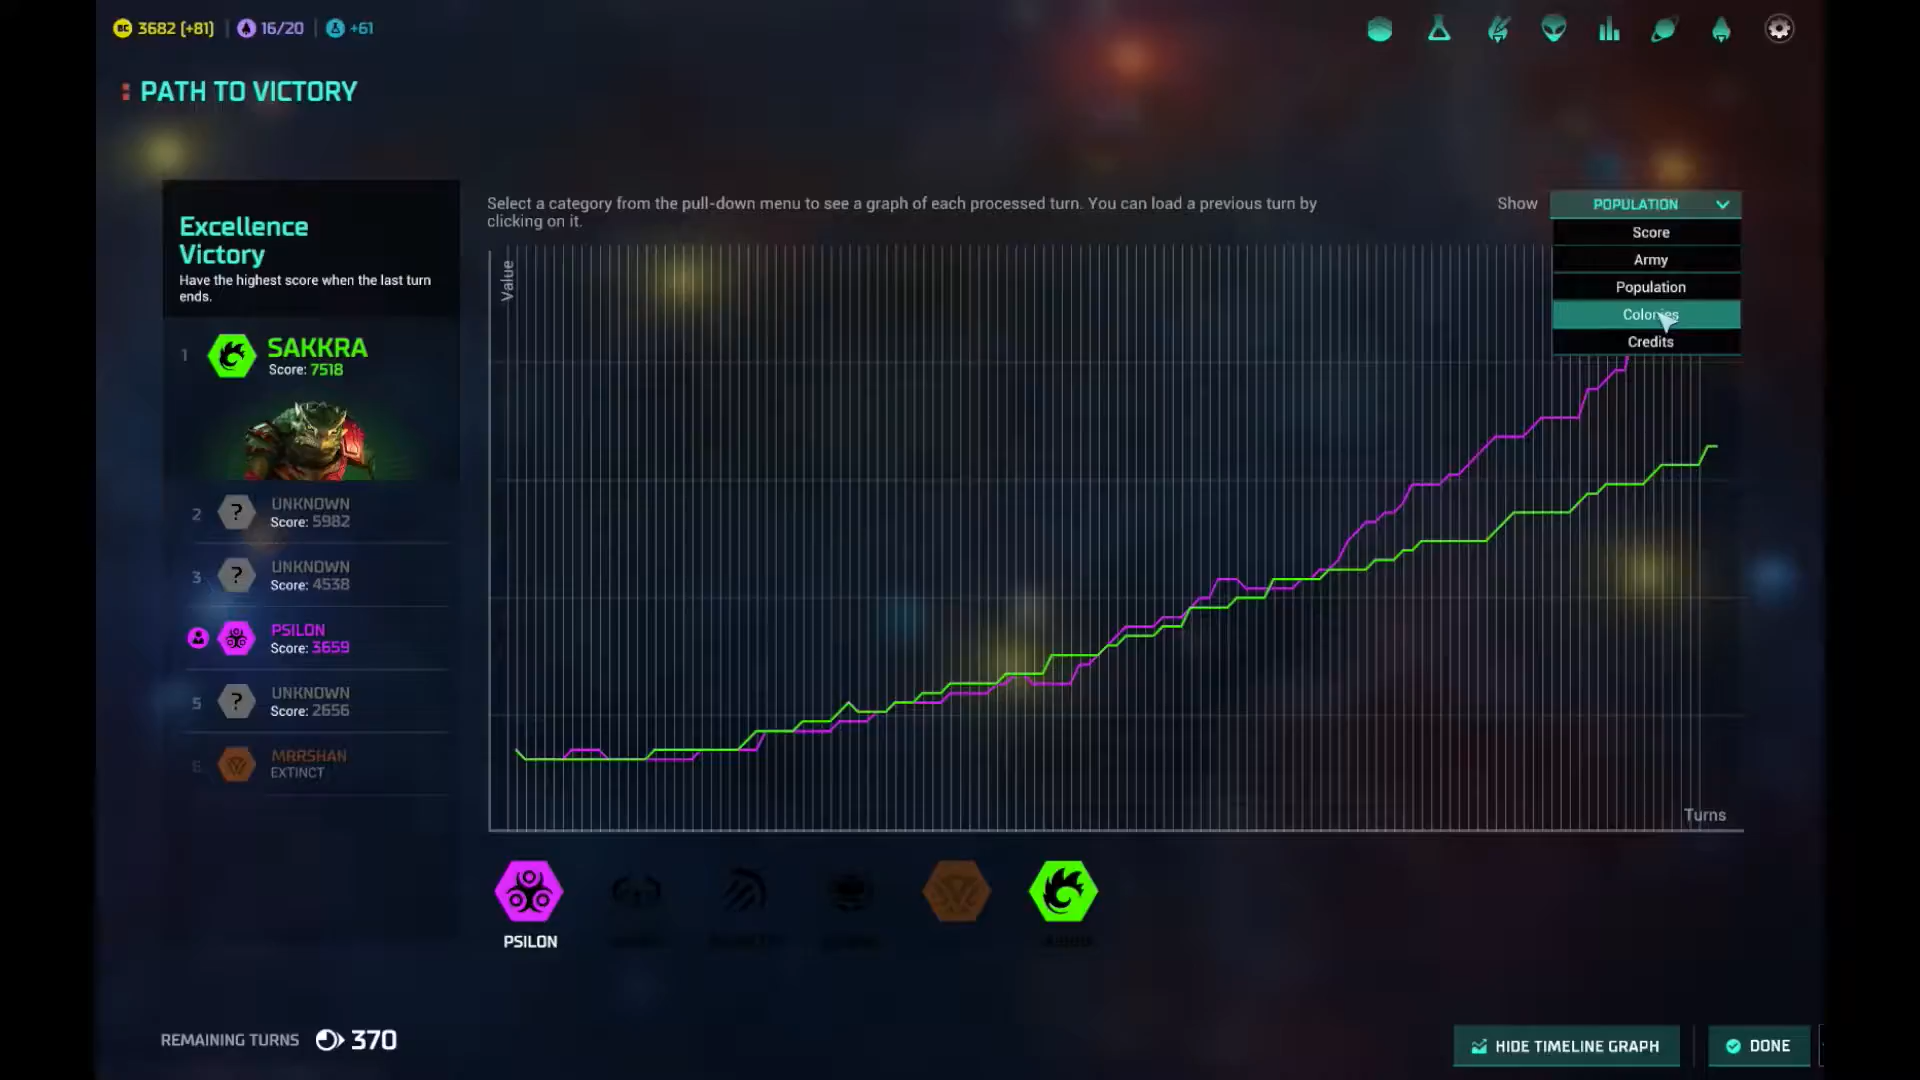 BC 3682 (+81) 16/20 +61
PATH TO VICTORY
Excellence
Victory
Have the highest score when the last turn
ends.
1 SAKKRA
Score: 7518
2 ? UNKNOWN
Score: 5982
3 ? UNKNOWN
Score: 4538
PSILON
Score: 3659
5 ? UNKNOWN
Score: 2656
6 MRRSHAN
EXTINCT
Select a category from the pull-down menu to see a graph of each processed turn. You can load a previous turn by
clicking on it.
Show POPULATION
Score
Army
Population
Colonies
Credits
Value
Turns
PSILON
REMAINING TURNS 370
HIDE TIMELINE GRAPH
DONE